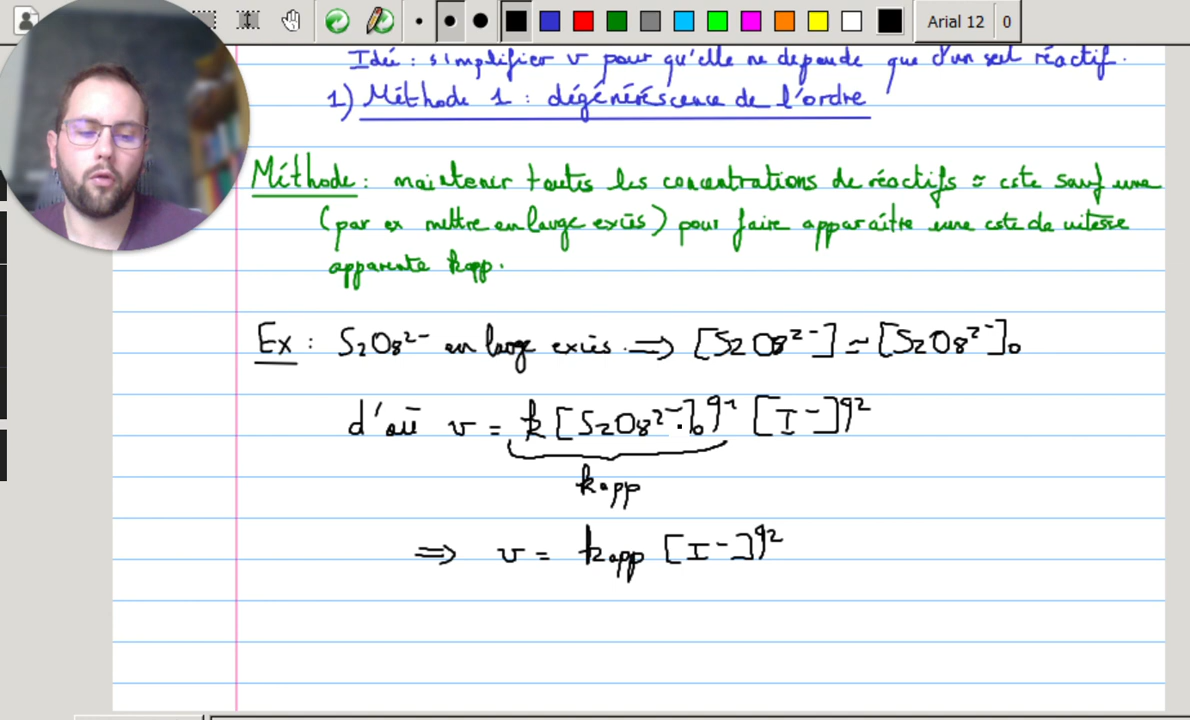 Arial 12 0
Idée : simplifier v pour qu'elle ne dépende que d'un seul réactif.
1) Méthode 1 : dégénéréscence de l'ordre
Méthode : maintenir toutes les concentrations de réactifs ≃ cste sauf une
(par ex mettre en large excès) pour faire apparaître une cste de vitesse
apparente kapp.
Ex : S₂O₈²⁻ en large excès ⟹ [S₂O₈²⁻] ≃ [S₂O₈²⁻]₀
d'où v = k [S₂O₈²⁻]₀^q₁ [I⁻]^q₂
kapp
⟹ v = kapp [I⁻]^q₂